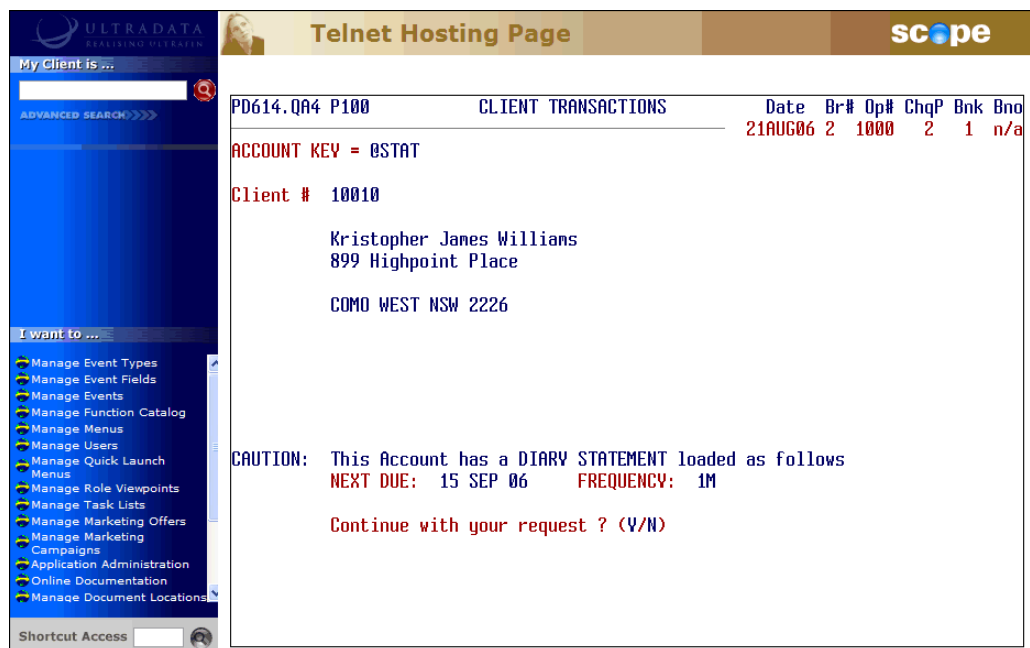 ULTRADATA
REALISING ULTRAFIN
Telnet Hosting Page
scope
My Client is ...
ADVANCED SEARCH
PD614.QA4 P100 CLIENT TRANSACTIONS Date Br# Op# ChqP Bnk Bno
21AUG06 2 1000 2 1 n/a
ACCOUNT KEY = @STAT
Client # 10010
Kristopher James Williams
899 Highpoint Place
COMO WEST NSW 2226
I want to ...
Manage Event Types
Manage Event Fields
Manage Events
Manage Function Catalog
Manage Menus
Manage Users
Manage Quick Launch
Menus
Manage Role Viewpoints
Manage Task Lists
Manage Marketing Offers
Manage Marketing
Campaigns
Application Administration
Online Documentation
Manage Document Locations
CAUTION: This Account has a DIARY STATEMENT loaded as follows
NEXT DUE: 15 SEP 06 FREQUENCY: 1M
Continue with your request ? (Y/N)
Shortcut Access